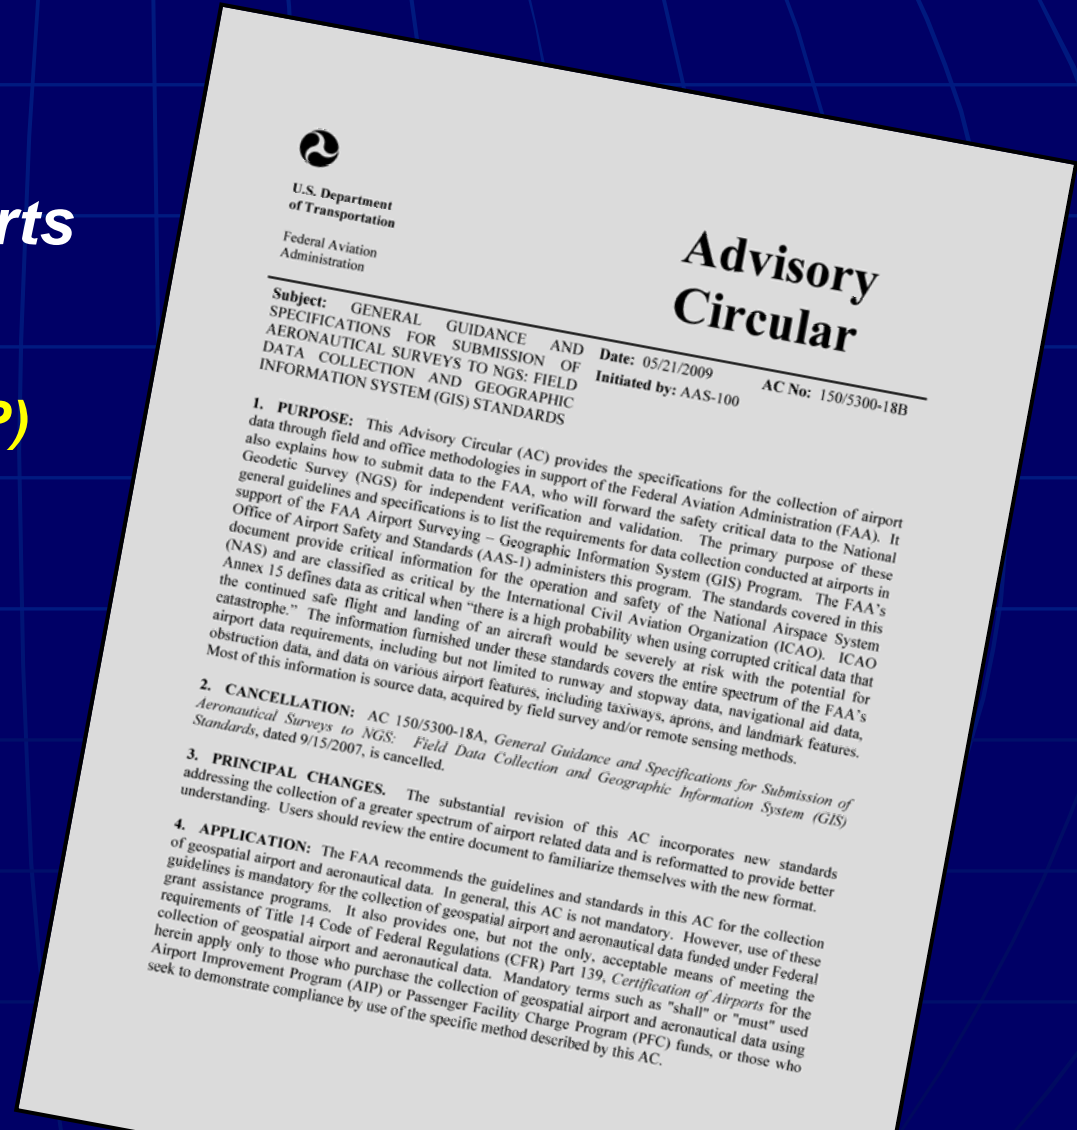 rts
P)
U.S. Department
of Transportation
Federal Aviation
Administration
Advisory
Circular
Subject: GENERAL GUIDANCE AND
SPECIFICATIONS FOR SUBMISSION OF
AERONAUTICAL SURVEYS TO NGS: FIELD
DATA COLLECTION AND GEOGRAPHIC
INFORMATION SYSTEM (GIS) STANDARDS
Date: 05/21/2009
Initiated by: AAS-100
AC No: 150/5300-18B
1. PURPOSE: This Advisory Circular (AC) provides the specifications for the collection of airport
data through field and office methodologies in support of the Federal Aviation Administration (FAA). It
also explains how to submit data to the FAA, who will forward the safety critical data to the National
Geodetic Survey (NGS) for independent verification and validation. The primary purpose of these
general guidelines and specifications is to list the requirements for data collection conducted at airports in
support of the FAA Airport Surveying – Geographic Information System (GIS) Program. The FAA's
Office of Airport Safety and Standards (AAS-1) administers this program. The standards covered in this
document provide critical information for the operation and safety of the National Airspace System
(NAS) and are classified as critical by the International Civil Aviation Organization (ICAO). ICAO
Annex 15 defines data as critical when “there is a high probability when using corrupted critical data that
the continued safe flight and landing of an aircraft would be severely at risk with the potential for
catastrophe.” The information furnished under these standards covers the entire spectrum of the FAA's
airport data requirements, including but not limited to runway and stopway data, navigational aid data,
obstruction data, and data on various airport features, including taxiways, aprons, and landmark features.
Most of this information is source data, acquired by field survey and/or remote sensing methods.
2. CANCELLATION: AC 150/5300-18A, General Guidance and Specifications for Submission of
Aeronautical Surveys to NGS: Field Data Collection and Geographic Information System (GIS)
Standards, dated 9/15/2007, is cancelled.
3. PRINCIPAL CHANGES. The substantial revision of this AC incorporates new standards
addressing the collection of a greater spectrum of airport related data and is reformatted to provide better
understanding. Users should review the entire document to familiarize themselves with the new format.
4. APPLICATION: The FAA recommends the guidelines and standards in this AC for the collection
of geospatial airport and aeronautical data. In general, this AC is not mandatory. However, use of these
guidelines is mandatory for the collection of geospatial airport and aeronautical data funded under Federal
grant assistance programs. It also provides one, but not the only, acceptable means of meeting the
requirements of Title 14 Code of Federal Regulations (CFR) Part 139, Certification of Airports for the
collection of geospatial airport and aeronautical data. Mandatory terms such as "shall" or "must" used
herein apply only to those who purchase the collection of geospatial airport and aeronautical data using
Airport Improvement Program (AIP) or Passenger Facility Charge Program (PFC) funds, or those who
seek to demonstrate compliance by use of the specific method described by this AC.